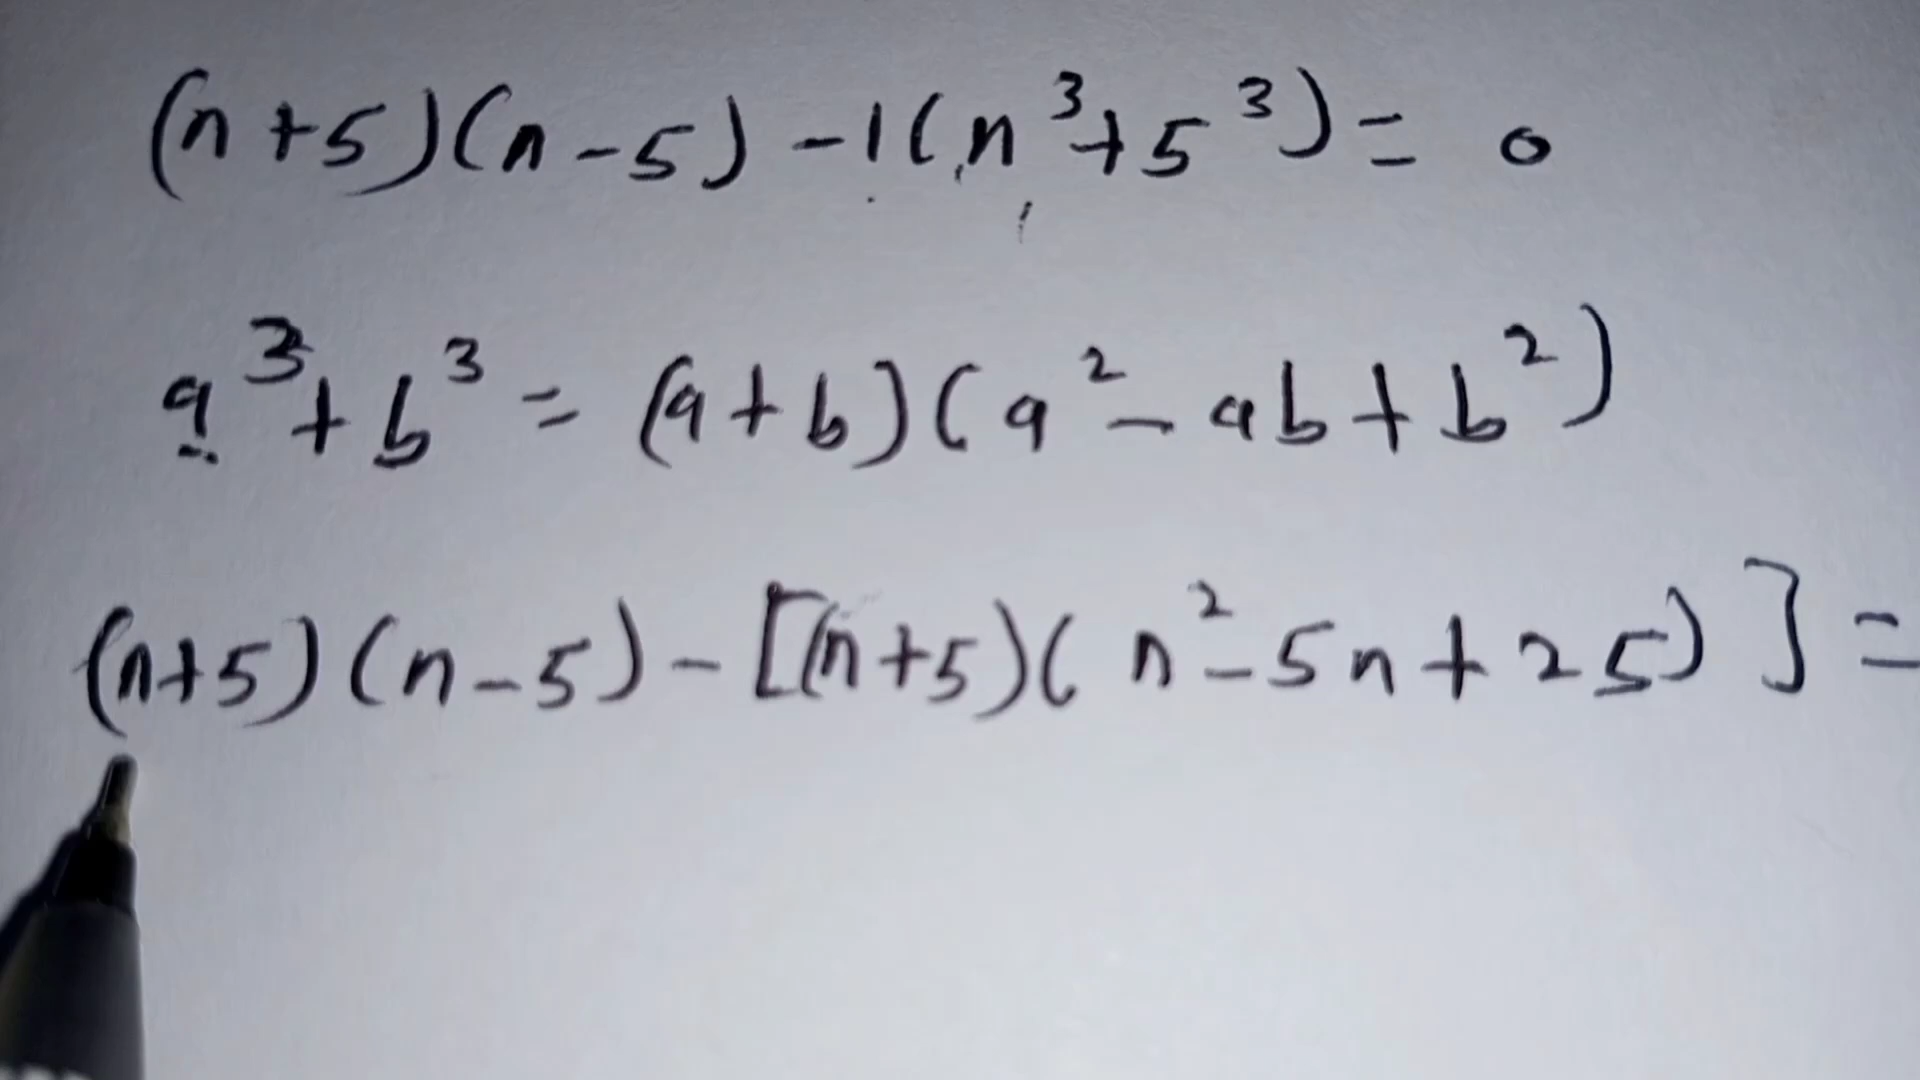 (n+5)(n-5)-1(n³+5³)= 0
a³+b³=(a+b)(a²-ab+b²)
(n+5)(n-5)-[(n+5)(n²-5n+25)]=